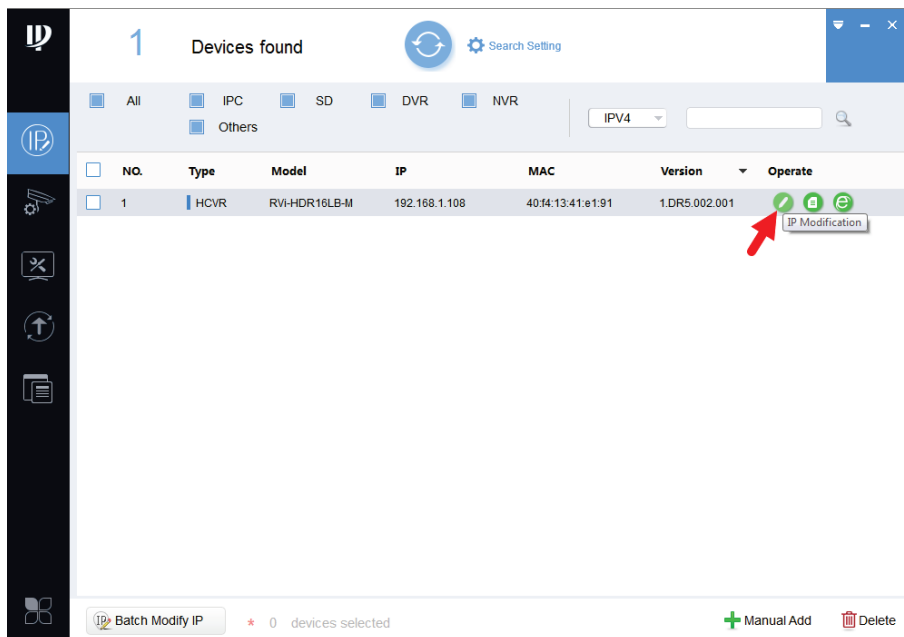 1 Devices found Search Setting
All IPC SD DVR NVR
Others
IPV4
NO. Type Model IP MAC Version Operate
1 HCVR RVi-HDR16LB-M 192.168.1.108 40:f4:13:41:e1:91 1.DR5.002.001
IP Modification
IP Batch Modify IP * 0 devices selected Manual Add Delete